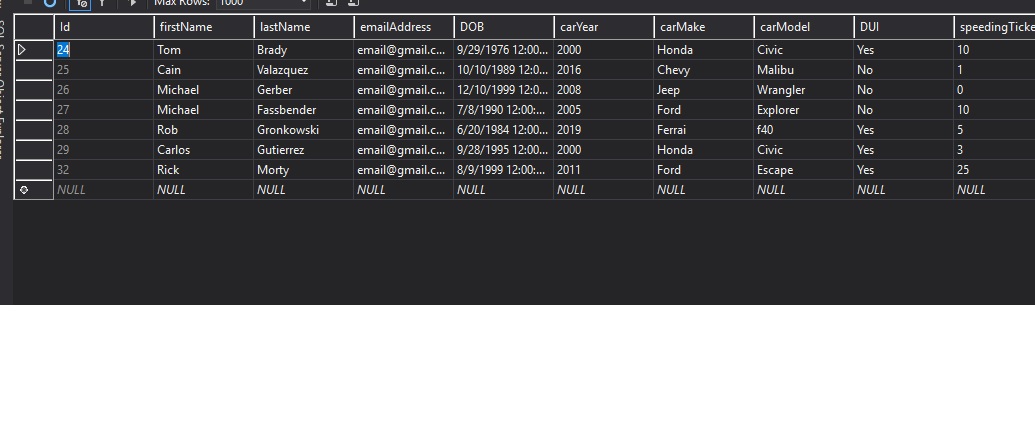 Max Rows: 1000
Id firstName lastName emailAddress DOB carYear carMake carModel DUI speedingTicke
24 Tom Brady email@gmail.c... 9/29/1976 12:00... 2000 Honda Civic Yes 10
25 Cain Valazquez email@gmail.c... 10/10/1989 12:0... 2016 Chevy Malibu No 1
26 Michael Gerber email@gmail.c... 12/10/1999 12:0... 2008 Jeep Wrangler No 0
27 Michael Fassbender email@gmail.c... 7/8/1990 12:00:... 2005 Ford Explorer No 10
28 Rob Gronkowski email@gmail.c... 6/20/1984 12:00... 2019 Ferrai f40 Yes 5
29 Carlos Gutierrez email@gmail.c... 9/28/1995 12:00... 2000 Honda Civic Yes 3
32 Rick Morty email@gmail.c... 8/9/1999 12:00:... 2011 Ford Escape Yes 25
NULL NULL NULL NULL NULL NULL NULL NULL NULL NULL